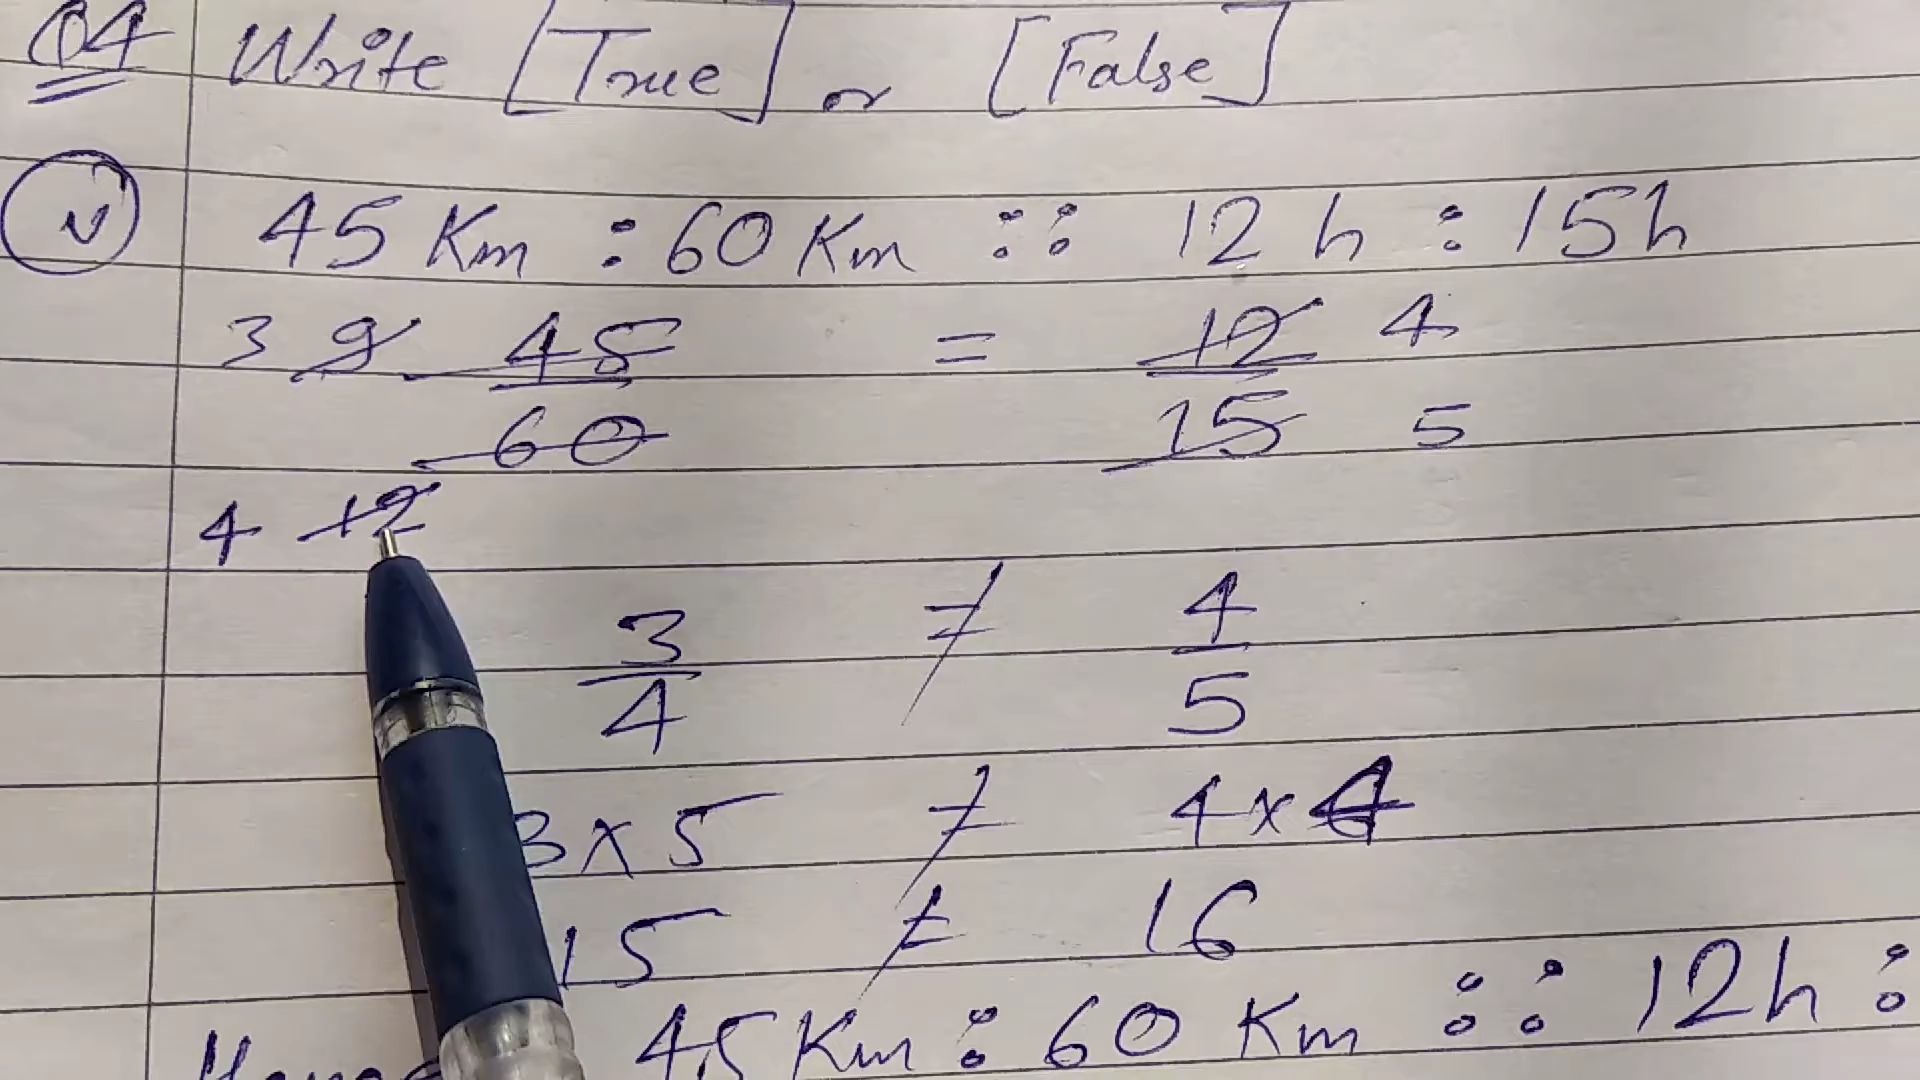 Q4 Write [True] or [False]
45 Km : 60 Km :: 12 h : 15h
3 9 45 = 12 4
60 15 5
4 12
3 ≠ 4
4 5
3 x 5 ≠ 4 x 4
15 ≠ 16
45 Km : 60 Km :: 12h :